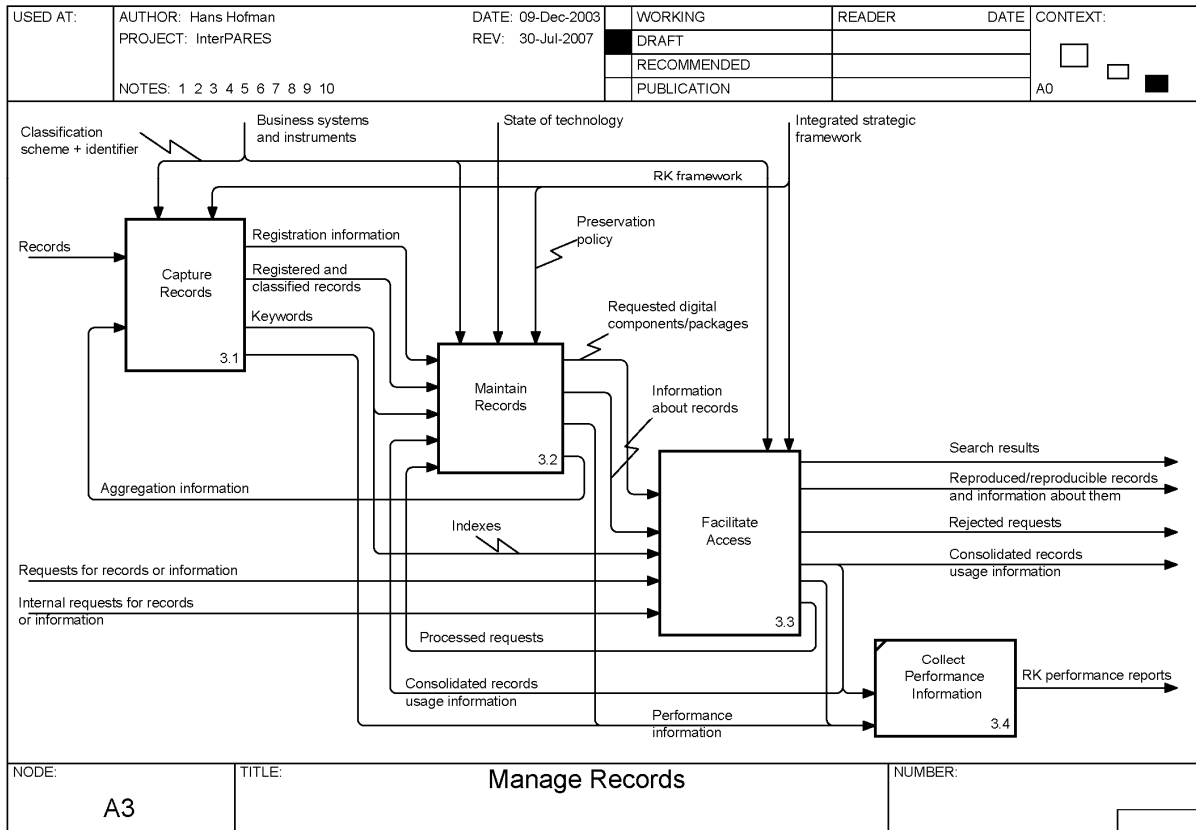 USED AT:
AUTHOR: Hans Hofman
DATE: 09-Dec-2003
PROJECT: InterPARES
REV: 30-Jul-2007
NOTES: 1 2 3 4 5 6 7 8 9 10
WORKING
DRAFT
RECOMMENDED
PUBLICATION
READER
DATE
CONTEXT:
A0
Classification
scheme + identifier
Business systems
and instruments
State of technology
Integrated strategic
framework
RK framework
Records
Capture
Records
3.1
Registration information
Registered and
classified records
Keywords
Preservation
policy
Requested digital
components/packages
Maintain
Records
3.2
Information
about records
Aggregation information
Indexes
Facilitate
Access
3.3
Search results
Reproduced/reproducible records
and information about them
Rejected requests
Consolidated records
usage information
Requests for records or information
Internal requests for records
or information
Processed requests
Consolidated records
usage information
Performance
information
Collect
Performance
Information
3.4
RK performance reports
NODE:
A3
TITLE:
Manage Records
NUMBER: